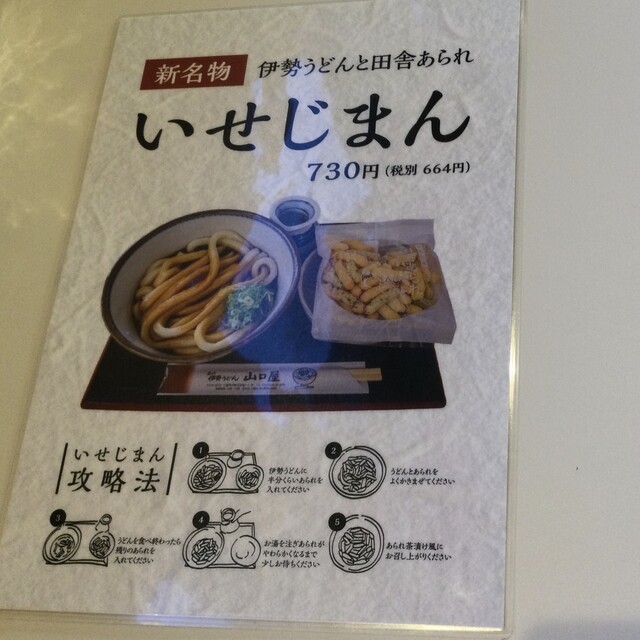 新名物
伊勢うどんと田舎あられ
いせじまん
730円(税別 664円)
伊勢うどん 山口屋
いせじまん
攻略法
1
伊勢うどんに
半分くらいあられを
入れてください
2
うどんとあられを
よくかきまぜてください
3
うどんを食べ終わったら
残りのあられを
入れてください
4
お湯を注ぎあられが
やわらかくなるまで
少しお待ちください
5
あられ茶漬け風に
お召し上がりください